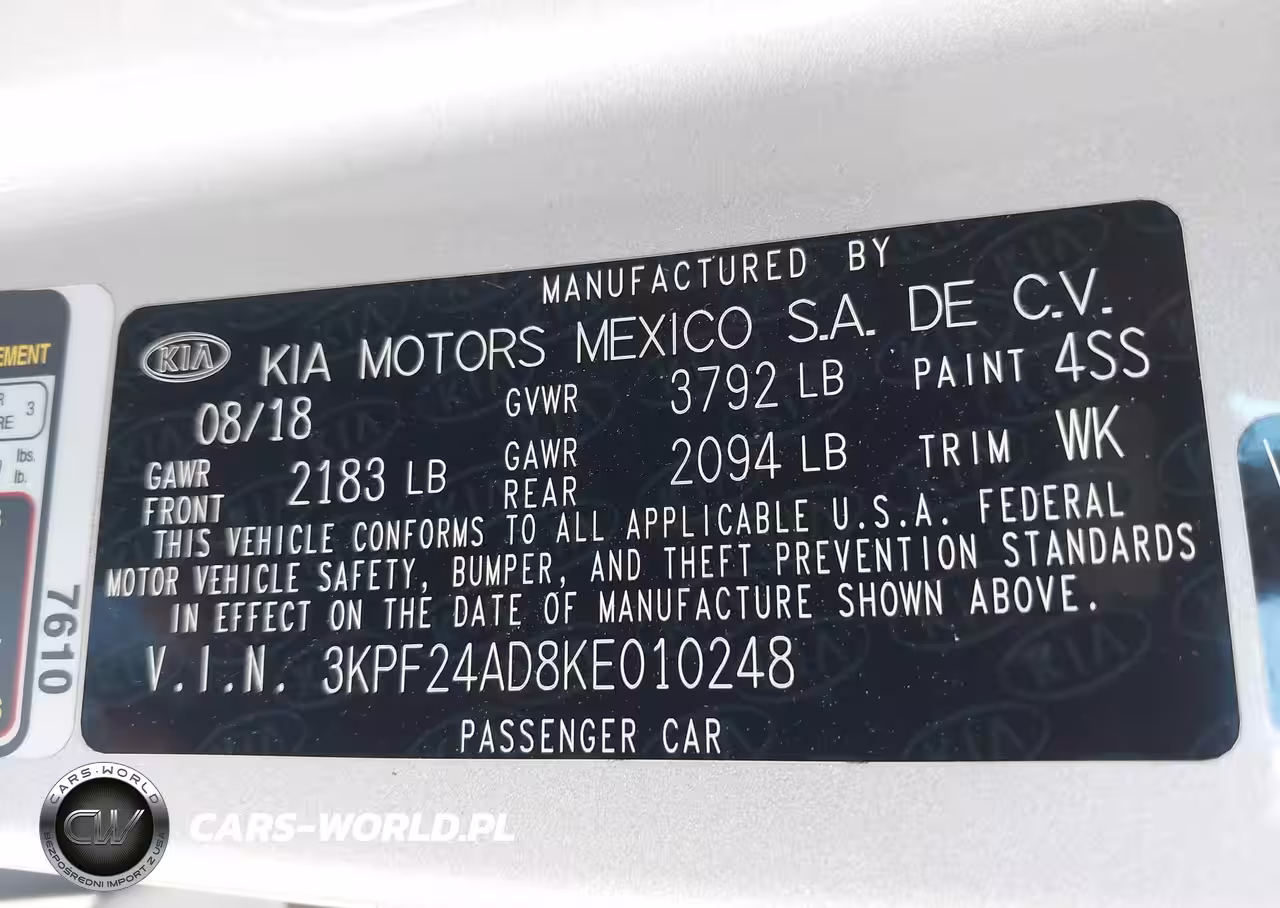 MANUFACTURED BY
KIA KIA MOTORS MEXICO S.A. DE C.V.
08/18 GVWR 3792 LB PAINT 4SS
GAWR FRONT 2183 LB GAWR REAR 2094 LB TRIM WK
THIS VEHICLE CONFORMS TO ALL APPLICABLE U.S.A. FEDERAL
MOTOR VEHICLE SAFETY, BUMPER, AND THEFT PREVENTION STANDARDS
IN EFFECT ON THE DATE OF MANUFACTURE SHOWN ABOVE.
V.I.N. 3KPF24AD8KE010248
PASSENGER CAR
EMENT
3
lbs.
lb.
7610
CARS-WORLD
CW
BEZPOŚREDNI IMPORT Z USA
CARS-WORLD.PL